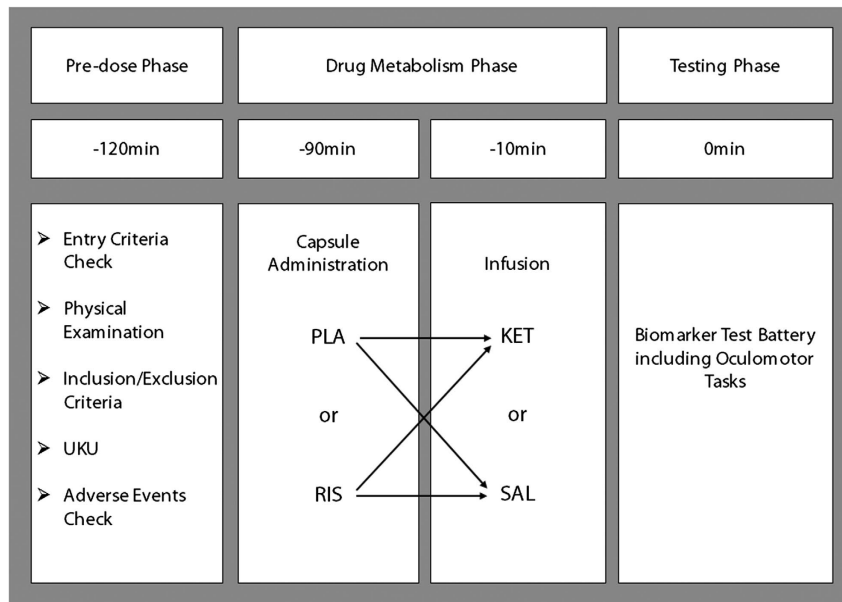 Pre-dose Phase
Drug Metabolism Phase
Testing Phase
-120min
-90min
-10min
0min
Entry Criteria
Check
Physical
Examination
Inclusion/Exclusion
Criteria
UKU
Adverse Events
Check
Capsule
Administration
PLA
or
RIS
Infusion
KET
or
SAL
Biomarker Test Battery
including Oculomotor
Tasks